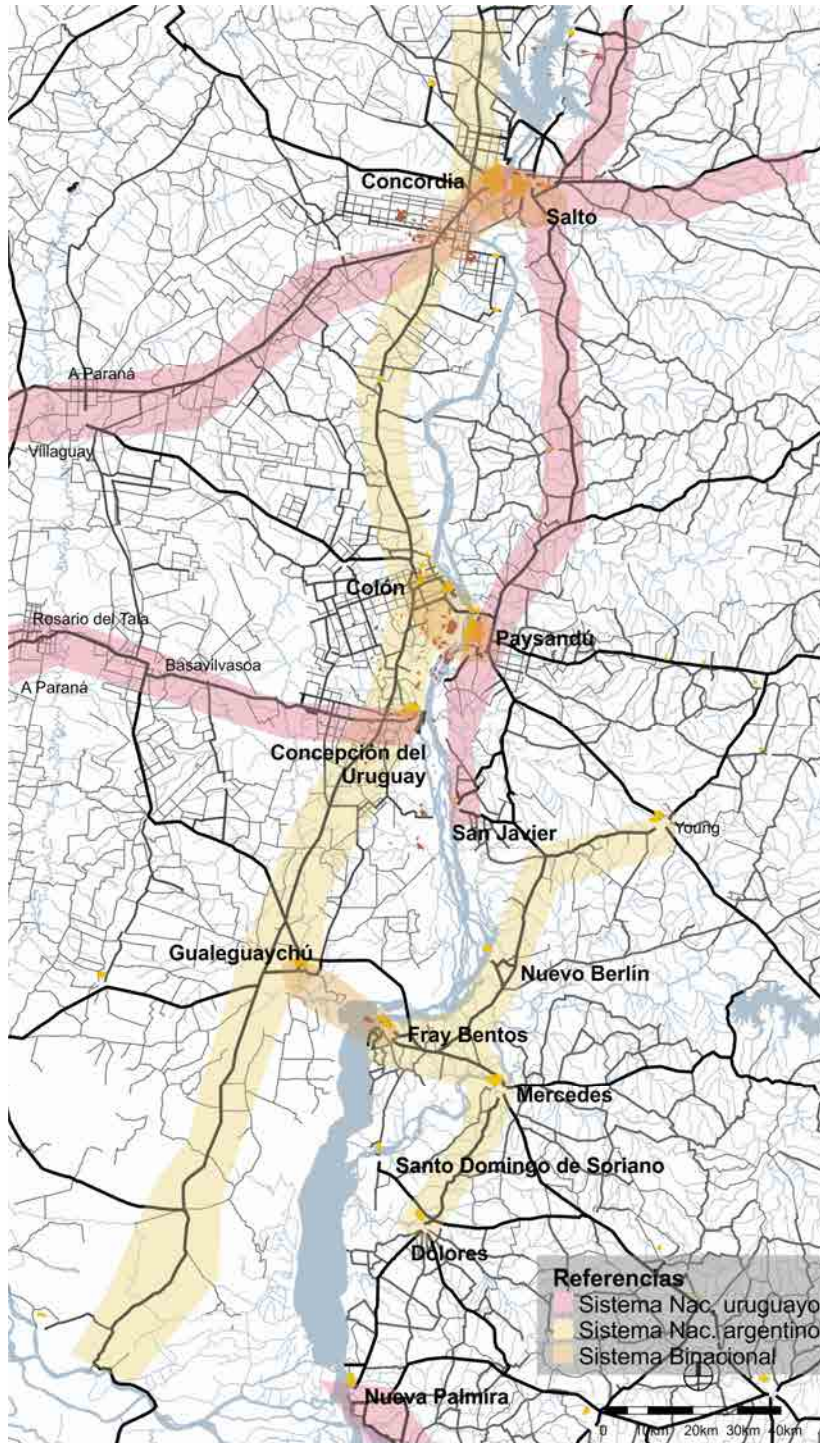 Concordia
Salto
A Paraná
Villaguay
Colón
Rosario del Tala
Paysandú
Basavilvasoa
A Paraná
Concepción del
Uruguay
San Javier
Young
Gualeguaychú
Nuevo Berlín
Fray Bentos
Mercedes
Santo Domingo de Soriano
Dolores
Referencias
Sistema Nac. uruguayo
Sistema Nac. argentino
Sistema Binacional
Nueva Palmira
0 10km 20km 30km 40km